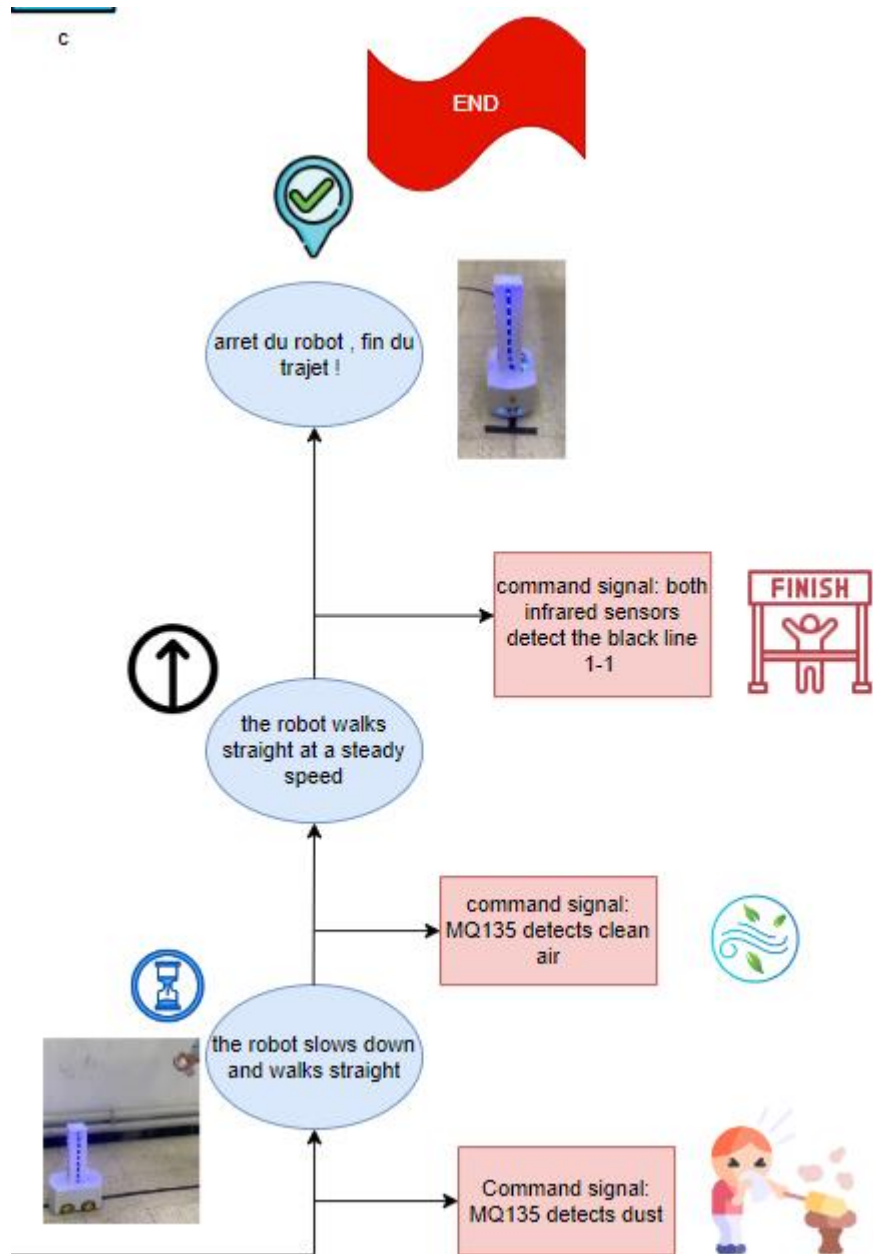 c
END
arret du robot , fin du
trajet !
command signal: both
infrared sensors
detect the black line
1-1
FINISH
the robot walks
straight at a steady
speed
command signal:
MQ135 detects clean
air
the robot slows down
and walks straight
Command signal:
MQ135 detects dust